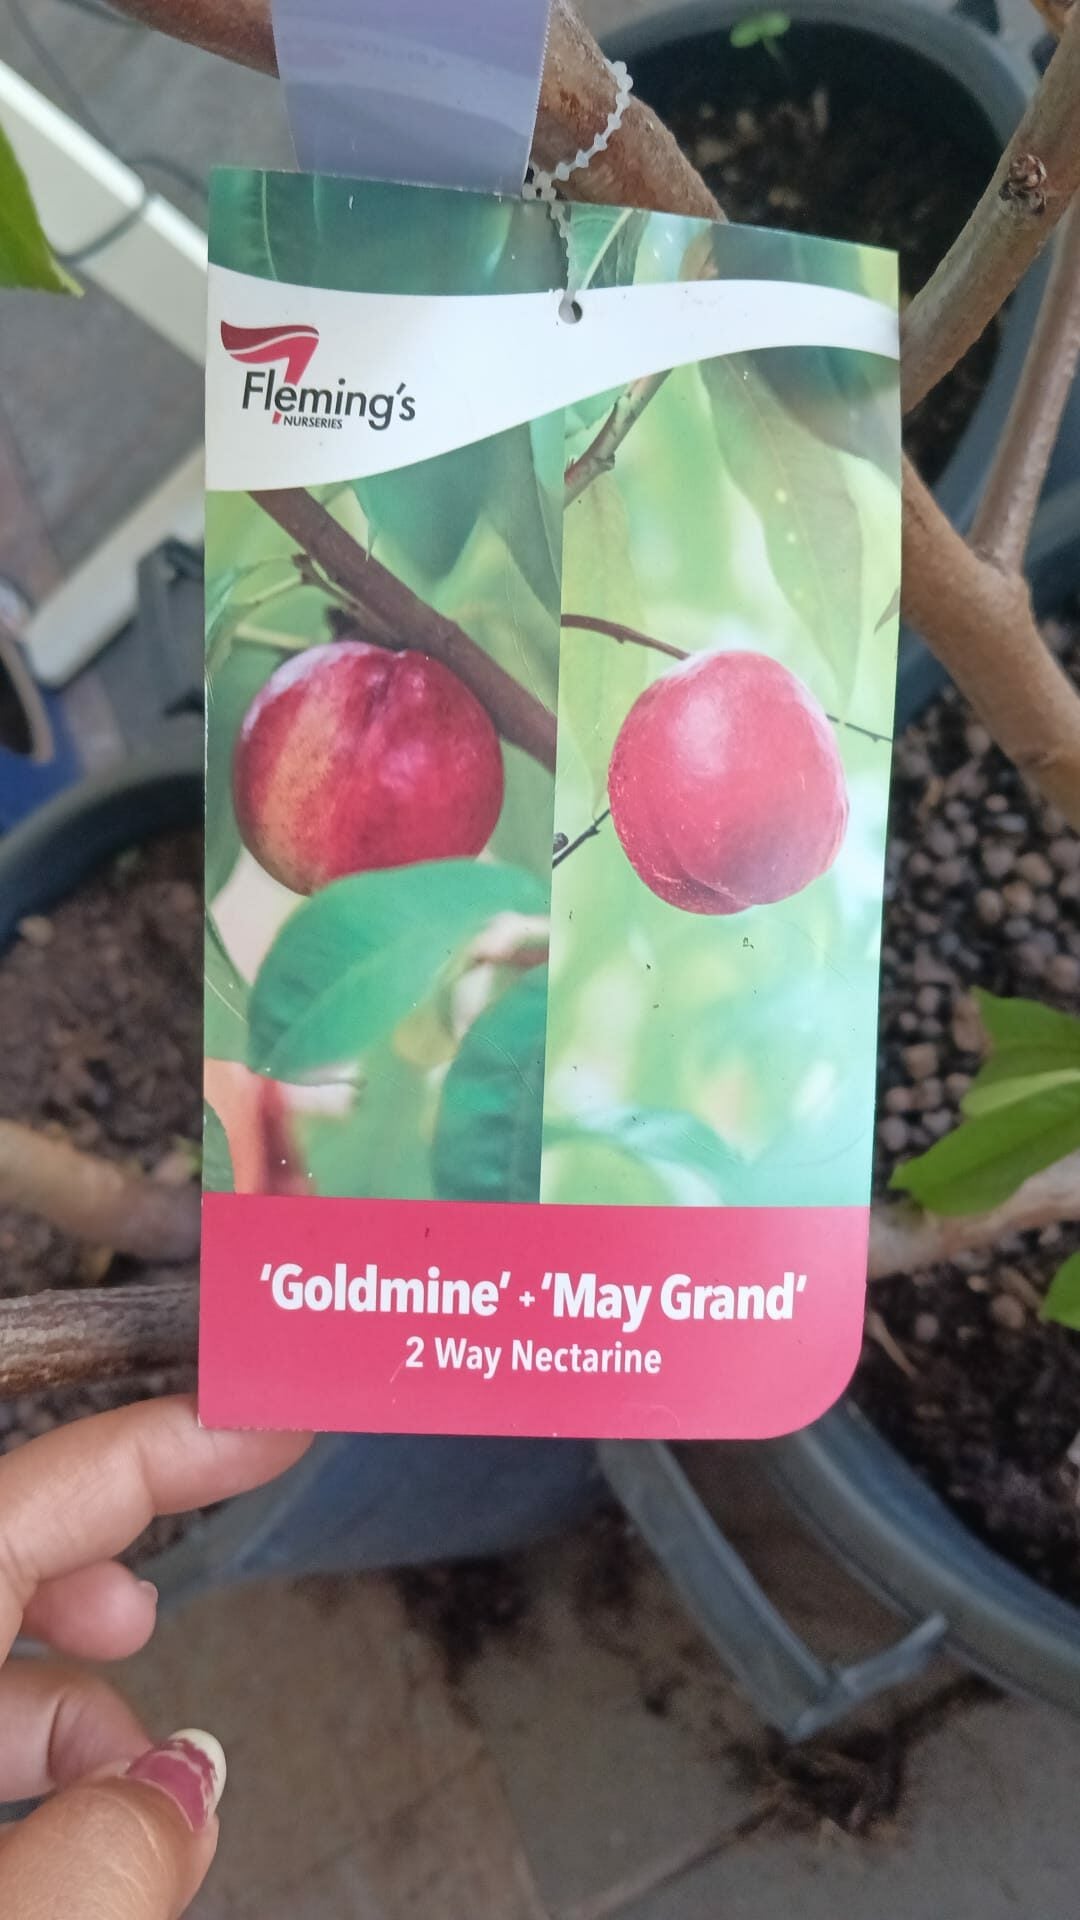 Fleming's
NURSERIES
'Goldmine' + 'May Grand'
2 Way Nectarine